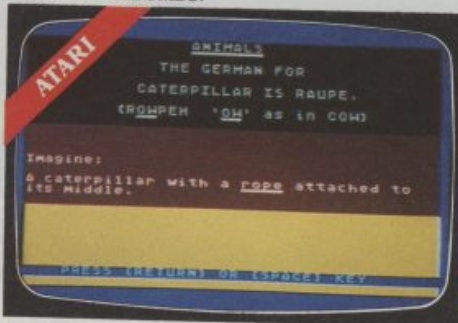 ATARI
ANIMALS
THE GERMAN FOR
CATERPILLAR IS RAUPE.
(ROWPEH 'OW' as in COW)
Imagine:
A caterpillar with a rope attached to
its middle.
PRESS [RETURN] OR [SPACE] KEY